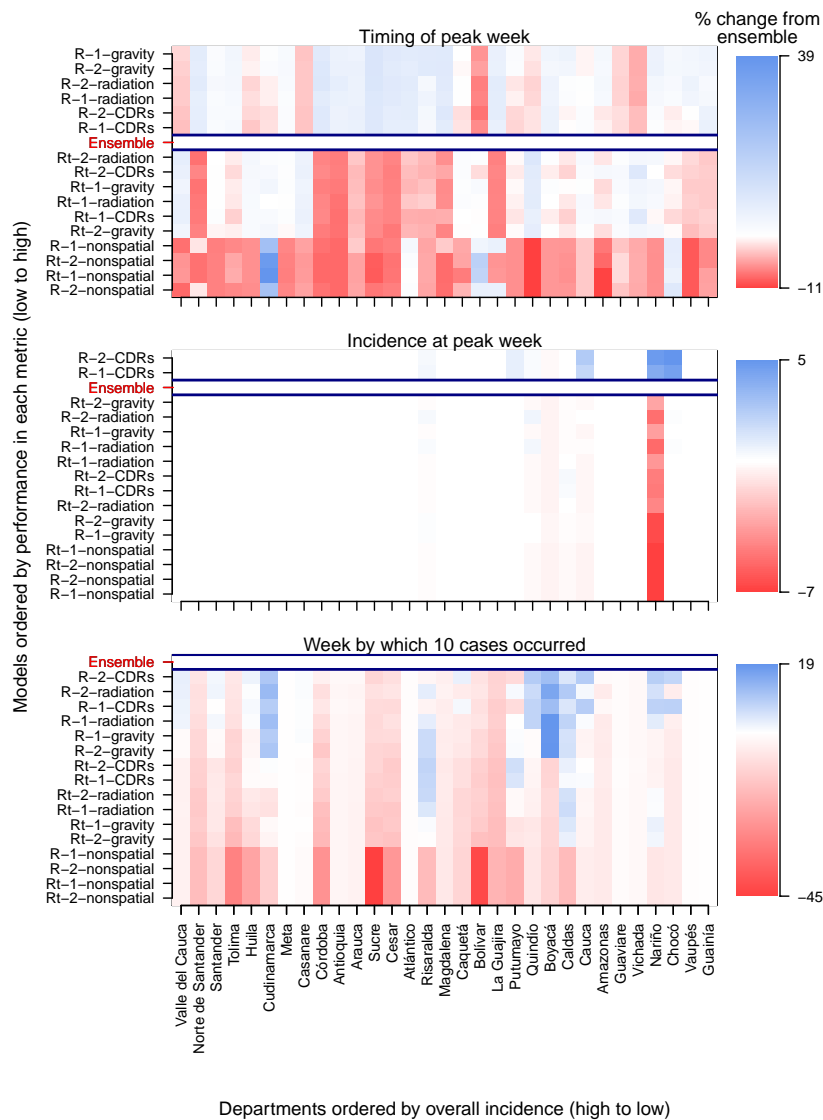 Timing of peak week
% change from
ensemble
R−1−gravity
R−2−gravity
R−2−radiation
R−1−radiation
R−2−CDRs
R−1−CDRs
Ensemble
Rt−2−radiation
Rt−2−CDRs
Rt−1−gravity
Rt−1−radiation
Rt−1−CDRs
Rt−2−gravity
R−1−nonspatial
Rt−2−nonspatial
Rt−1−nonspatial
R−2−nonspatial
39
−11
Incidence at peak week
R−2−CDRs
R−1−CDRs
Ensemble
Rt−2−gravity
R−2−radiation
Rt−1−gravity
R−1−radiation
Rt−1−radiation
Rt−2−CDRs
Rt−1−CDRs
Rt−2−radiation
R−2−gravity
R−1−gravity
Rt−1−nonspatial
Rt−2−nonspatial
R−2−nonspatial
R−1−nonspatial
5
−7
Models ordered by performance in each metric (low to high)
Week by which 10 cases occurred
Ensemble
R−2−CDRs
R−2−radiation
R−1−CDRs
R−1−radiation
R−1−gravity
R−2−gravity
Rt−2−CDRs
Rt−1−CDRs
Rt−2−radiation
Rt−1−radiation
Rt−1−gravity
Rt−2−gravity
R−1−nonspatial
R−2−nonspatial
Rt−1−nonspatial
Rt−2−nonspatial
19
−45
Valle del Cauca
Norte de Santander
Santander
Tolima
Huila
Cudinamarca
Meta
Casanare
Córdoba
Antioquia
Arauca
Sucre
Cesar
Atlántico
Risaralda
Magdalena
Caquetá
Bolívar
La Guajira
Putumayo
Quindío
Boyacá
Caldas
Cauca
Amazonas
Guaviare
Vichada
Nariño
Chocó
Vaupés
Guainía
Departments ordered by overall incidence (high to low)